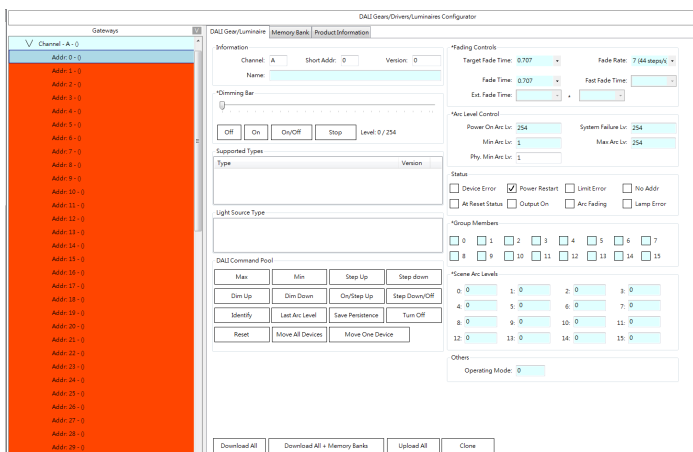 DALI Gears/Drivers/Luminaires Configurator
Gateways
Channel - A - ()
Addr: 0 - ()
Addr: 1 - ()
Addr: 2 - ()
Addr: 3 - ()
Addr: 4 - ()
Addr: 5 - ()
Addr: 6 - ()
Addr: 7 - ()
Addr: 8 - ()
Addr: 9 - ()
Addr: 10 - ()
Addr: 11 - ()
Addr: 12 - ()
Addr: 13 - ()
Addr: 14 - ()
Addr: 15 - ()
Addr: 16 - ()
Addr: 17 - ()
Addr: 18 - ()
Addr: 19 - ()
Addr: 20 - ()
Addr: 21 - ()
Addr: 22 - ()
Addr: 23 - ()
Addr: 24 - ()
Addr: 25 - ()
Addr: 26 - ()
Addr: 27 - ()
Addr: 28 - ()
Addr: 29 - ()
DALI Gear/Luminaire Memory Bank Product Information
Information
Channel: A Short Addr: 0 Version: 0
Name:
*Dimming Bar
Off On On/Off Stop Level: 0 / 254
Supported Types
Type Version
Light Source Type
DALI Command Pool
Max Min Step Up Step down
Dim Up Dim Down On/Step Up Step Down/Off
Identify Last Arc Level Save Persistence Turn Off
Reset Move All Devices Move One Device
*Fading Controls
Target Fade Time: 0.707 Fade Rate: 7 (44 steps/s
Fade Time: 0.707 Fast Fade Time:
Ext. Fade Time: *
*Arc Level Control
Power On Arc Lv: 254 System Failure Lv: 254
Min Arc Lv: 1 Max Arc Lv: 254
Phy. Min Arc Lv: 1
Status
Device Error Power Restart Limit Error No Addr
At Reset Status Output On Arc Fading Lamp Error
*Group Members
0 1 2 3 4 5 6 7
8 9 10 11 12 13 14 15
*Scene Arc Levels
0: 0 1: 0 2: 0 3: 0
4: 0 5: 0 6: 0 7: 0
8: 0 9: 0 10: 0 11: 0
12: 0 13: 0 14: 0 15: 0
Others
Operating Mode: 0
Download All Download All + Memory Banks Upload All Clone